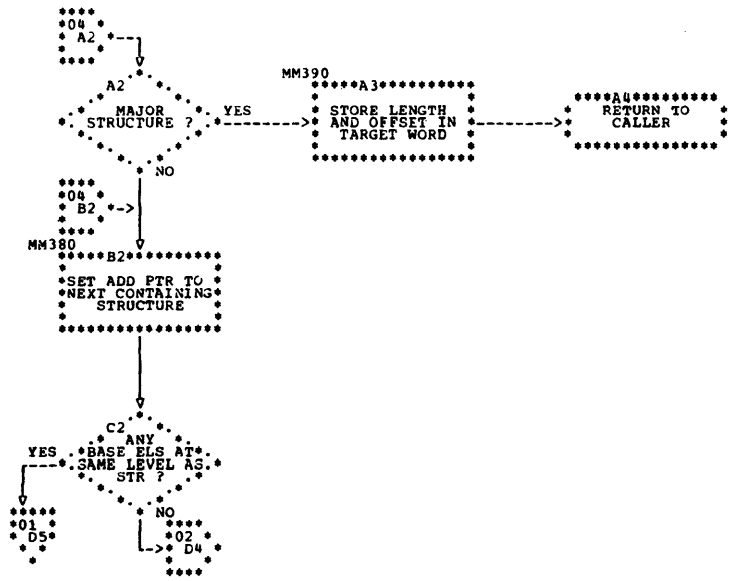 04
A2
A2
MAJOR
STRUCTURE ?
YES
NO
MM390
A3
STORE LENGTH
AND OFFSET IN
TARGET WORD
A4
RETURN TO
CALLER
04
B2
MM380
B2
SET ADD PTR TO
NEXT CONTAINING
STRUCTURE
C2
ANY
BASE ELS AT
SAME LEVEL AS
STR ?
YES
NO
01
D5
02
D4